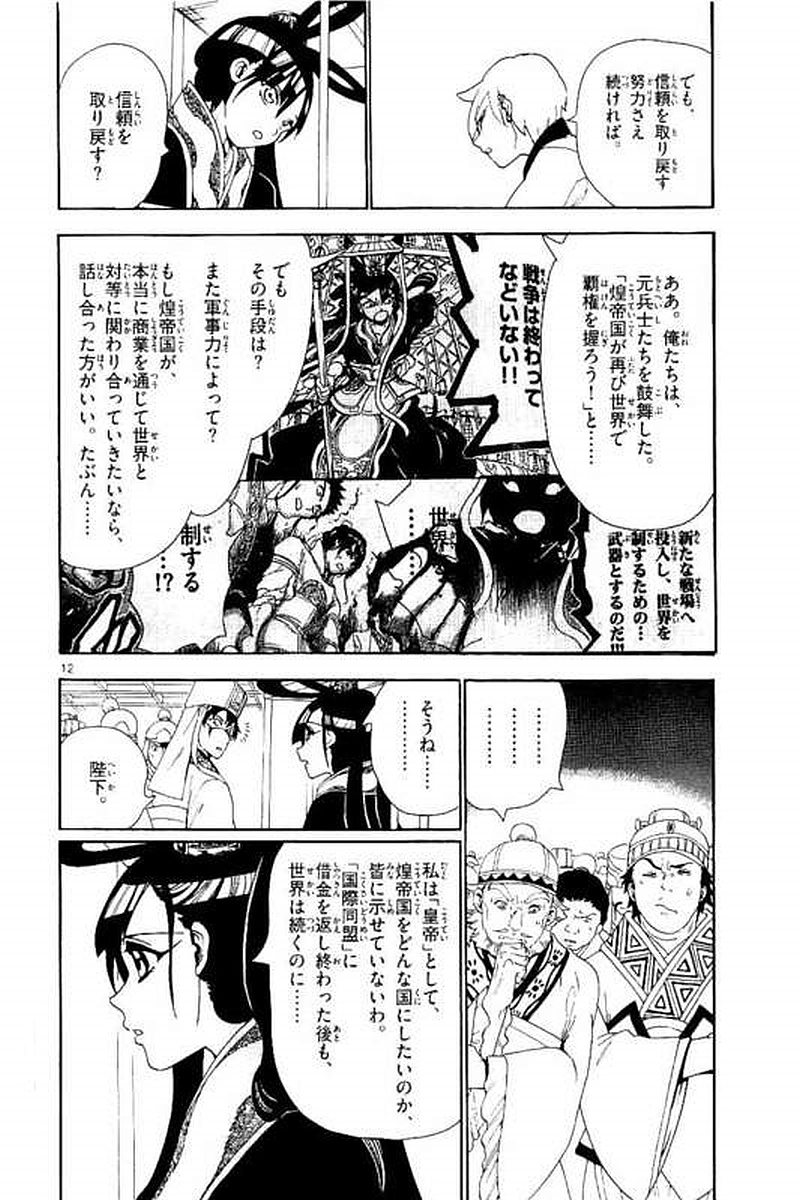 でも、
信頼を取り戻す
努力さえ
続ければ。
信頼を
取り戻す？
ああ。俺たちは、
元兵士たちを鼓舞した。
「煌帝国が再び世界で
覇権を握ろう！」と……
戦争は終わって
などいない！！
でも
その手段は？
また軍事力によって？
もし煌帝国が、
本当に商業を通じて世界と
対等に関わり合っていきたいなら、
話し合った方がいい。たぶん……
新たな戦場へ
投入し、世界を
制するための…
武器とするのだ!!!
世界
……
制する
…!?
12
………
………
………
そうね……
………
………
陛下。
私は「皇帝」として、
煌帝国をどんな国にしたいのか、
皆に示せていないわ。
「国際同盟」に
借金を返し終わった後も、
世界は続くのに……